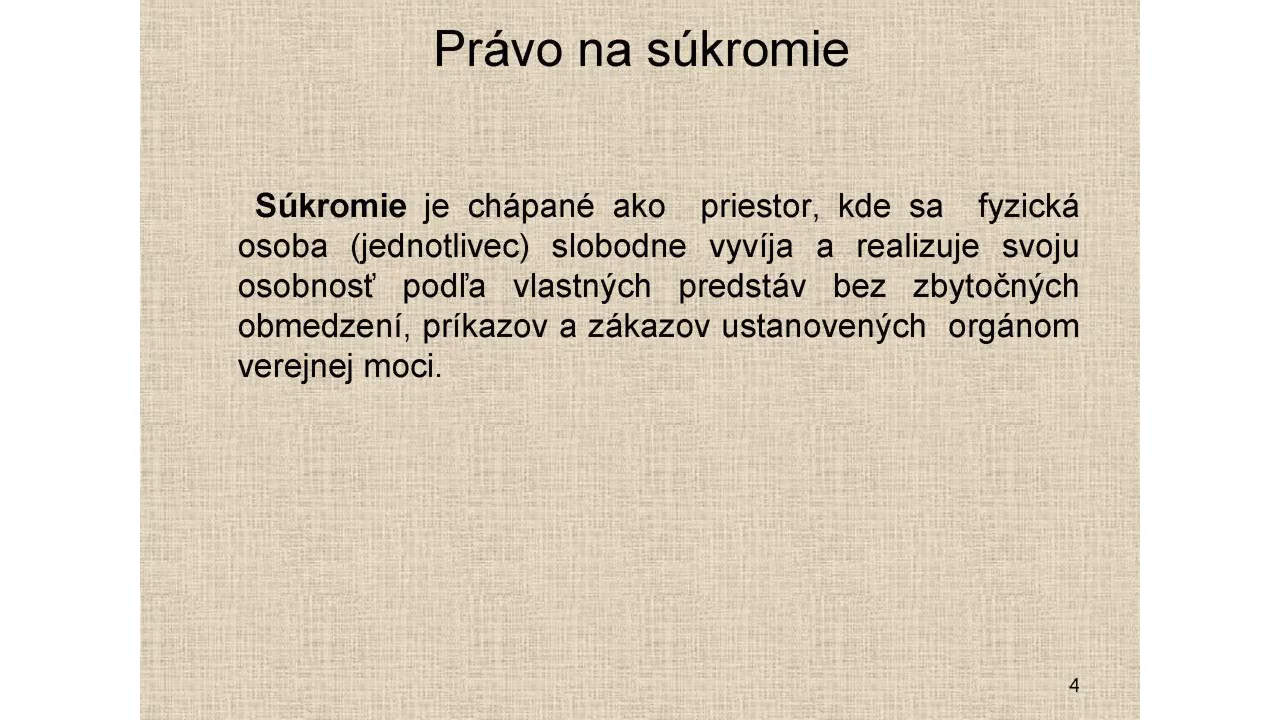 Právo na súkromie
Súkromie je chápané ako priestor, kde sa fyzická
osoba (jednotlivec) slobodne vyvíja a realizuje svoju
osobnosť podľa vlastných predstáv bez zbytočných
obmedzení, príkazov a zákazov ustanovených orgánom
verejnej moci.
4